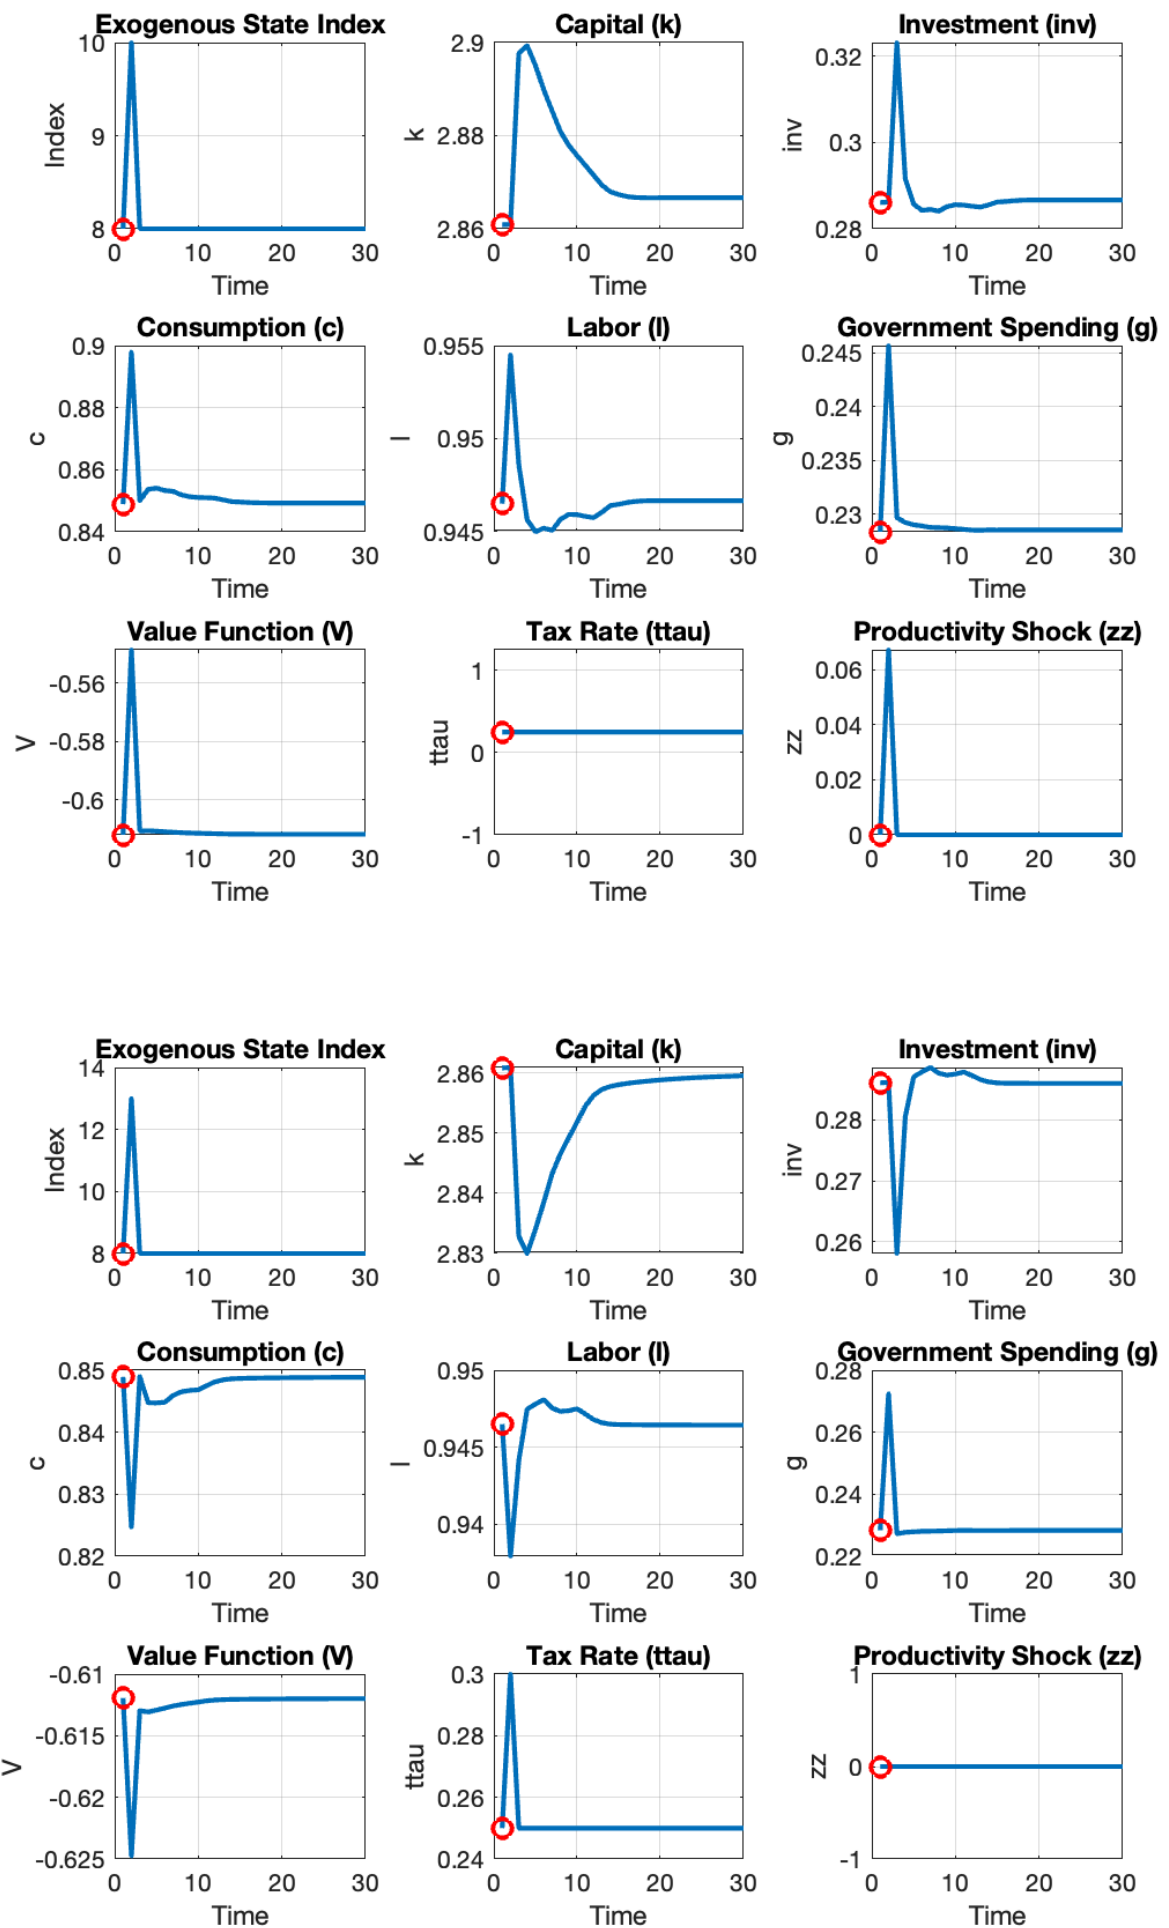 Exogenous State Index
Capital (k)
Investment (inv)
10
9
8
Index
0 10 20 30
Time
2.9
2.88
2.86
k
0 10 20 30
Time
0.32
0.3
0.28
inv
0 10 20 30
Time
Consumption (c)
Labor (l)
Government Spending (g)
0.9
0.88
0.86
0.84
c
0 10 20 30
Time
0.955
0.95
0.945
l
0 10 20 30
Time
0.245
0.24
0.235
0.23
g
0 10 20 30
Time
Value Function (V)
Tax Rate (ttau)
Productivity Shock (zz)
-0.56
-0.58
-0.6
V
0 10 20 30
Time
1
0
-1
ttau
0 10 20 30
Time
0.06
0.04
0.02
0
zz
0 10 20 30
Time
Exogenous State Index
Capital (k)
Investment (inv)
14
12
10
8
Index
0 10 20 30
Time
2.86
2.85
2.84
2.83
k
0 10 20 30
Time
0.28
0.27
0.26
inv
0 10 20 30
Time
Consumption (c)
Labor (l)
Government Spending (g)
0.85
0.84
0.83
0.82
c
0 10 20 30
Time
0.95
0.945
0.94
l
0 10 20 30
Time
0.28
0.26
0.24
0.22
g
0 10 20 30
Time
Value Function (V)
Tax Rate (ttau)
Productivity Shock (zz)
-0.61
-0.615
-0.62
-0.625
V
0 10 20 30
Time
0.3
0.28
0.26
0.24
ttau
0 10 20 30
Time
1
0
-1
zz
0 10 20 30
Time